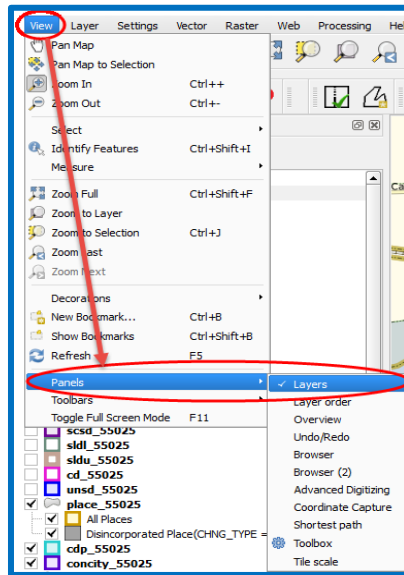 View Layer Settings Vector Raster Web Processing Hel
Pan Map
Pan Map to Selection
Zoom In Ctrl++
Zoom Out Ctrl+-
Select
Identify Features Ctrl+Shift+I
Measure
Zoom Full Ctrl+Shift+F
Zoom to Layer
Zoom to Selection Ctrl+J
Zoom Last
Zoom Next
Decorations
New Bookmark... Ctrl+B
Show Bookmarks Ctrl+Shift+B
Refresh F5
Panels
Toolbars
Toggle Full Screen Mode F11
Layers
Layer order
Overview
Undo/Redo
Browser
Browser (2)
Advanced Digitizing
Coordinate Capture
Shortest path
Toolbox
Tile scale
scsd_55025
sldl_55025
sldu_55025
cd_55025
unsd_55025
place_55025
All Places
Disincorporated Place(CHNG_TYPE =
cdp_55025
concity_55025